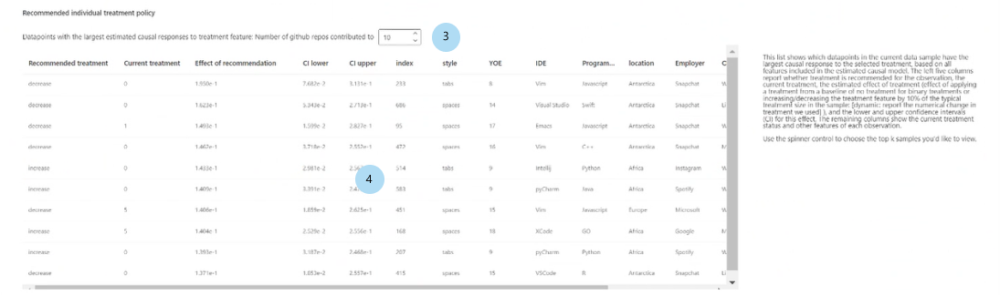 Recommended individual treatment policy
Datapoints with the largest estimated causal responses to treatment feature: Number of github repos contributed to 10 3
Recommended treatment Current treatment Effect of recommendation CI lower CI upper index style YOE IDE Program... location Employer C
decrease 0 1.950e-1 7.682e-2 3.131e-1 233 tabs 6 Vim Javascript Antarctica Snapchat W
decrease 0 1.623e-1 5.343e-2 2.713e-1 686 spaces 14 Visual Studio Swift Antarctica Snapchat Li
decrease 1 1.493e-1 1.599e-2 2.827e-1 95 spaces 17 Emacs Javascript Antarctica Snapchat W
decrease 0 1.462e-1 3.718e-2 2.552e-1 472 spaces 16 Vim C++ Antarctica Snapchat M
increase 0 1.433e-1 2.981e-2 514 tabs 9 Intellij Python Africa Instagram W
increase 0 1.409e-1 3.391e-2 383 tabs 9 pyCharm Java Africa Spotify W
4
decrease 5 1.406e-1 1.859e-2 2.625e-1 451 spaces 15 Vim Javascript Europe Microsoft W
increase 5 1.404e-1 2.529e-2 2.556e-1 168 spaces 18 XCode GO Africa Google M
increase 0 1.393e-1 3.187e-2 2.468e-1 207 tabs 9 pyCharm Python Africa Spotify W
decrease 0 1.371e-1 1.853e-2 2.557e-1 415 spaces 15 VSCode R Antarctica Snapchat Li
This list shows which datapoints in the current data sample have the
largest causal response to the selected treatment, based on all
features included in the estimated causal model. The left five columns
report whether treatment is recommended for the observation, the
current treatment, the estimated effect of treatment (effect of applying
a treatment from a baseline of no treatment for binary treatments or
increasing/decreasing the treatment feature by 10% of the typical
treatment size in the sample: [dynamic: report the numerical change in
treatment we used] ), and the lower and upper confidence intervals
(CI) for this effect. The remaining columns show the current treatment
status and other features of each observation.
Use the spinner control to choose the top k samples you'd like to view.